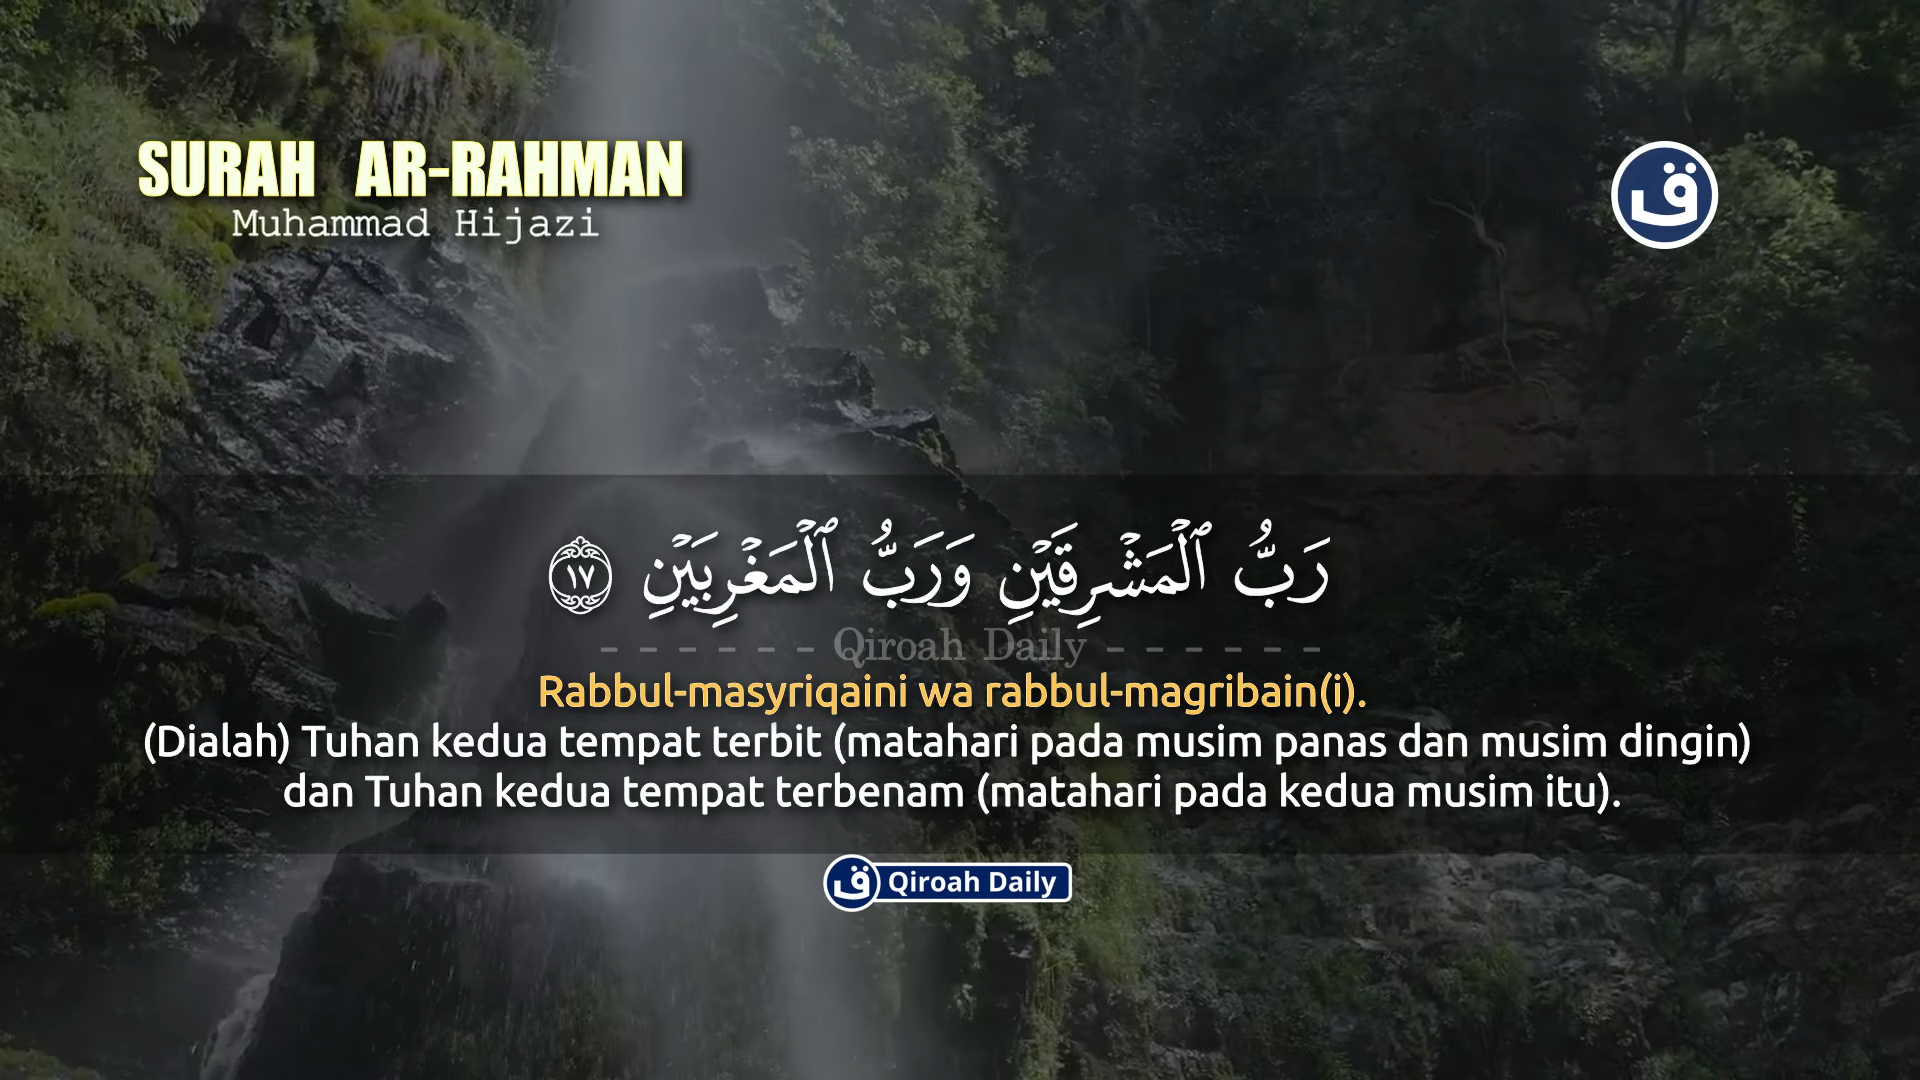 SURAH AR-RAHMAN
Muhammad Hijazi
ق
رَبُّ ٱلْمَشْرِقَيْنِ وَرَبُّ ٱلْمَغْرِبَيْنِ ١٧
------ Qiroah Daily ------
Rabbul-masyriqaini wa rabbul-magribain(i).
(Dialah) Tuhan kedua tempat terbit (matahari pada musim panas dan musim dingin)
dan Tuhan kedua tempat terbenam (matahari pada kedua musim itu).
ق Qiroah Daily